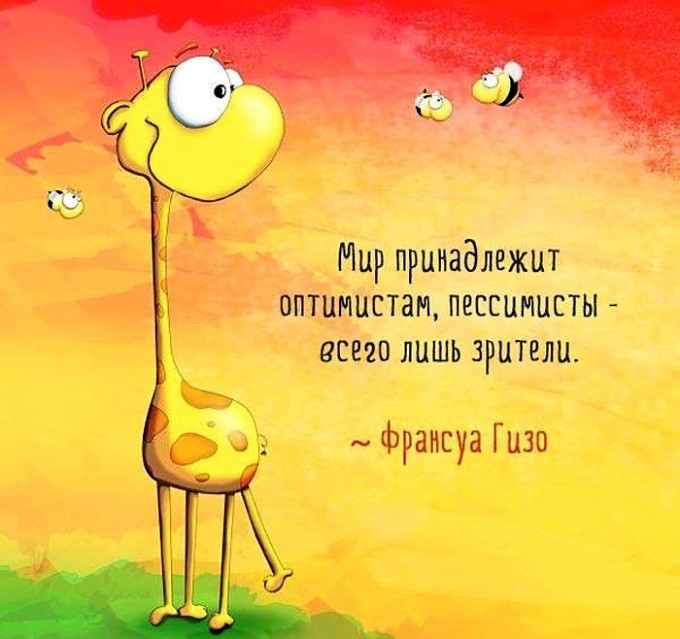 Мир принадлежит
оптимистам, пессимисты -
всего лишь зрители.
~ Франсуа Гизо